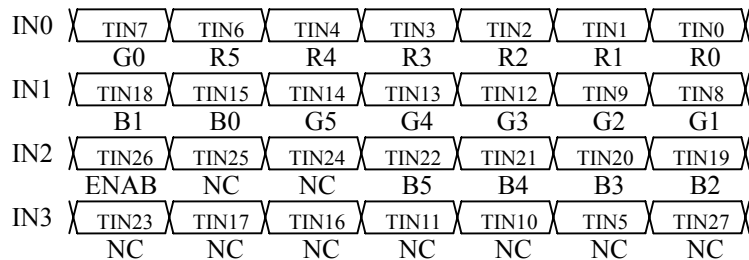 IN0 TIN7 TIN6 TIN4 TIN3 TIN2 TIN1 TIN0
G0 R5 R4 R3 R2 R1 R0
IN1 TIN18 TIN15 TIN14 TIN13 TIN12 TIN9 TIN8
B1 B0 G5 G4 G3 G2 G1
IN2 TIN26 TIN25 TIN24 TIN22 TIN21 TIN20 TIN19
ENAB NC NC B5 B4 B3 B2
IN3 TIN23 TIN17 TIN16 TIN11 TIN10 TIN5 TIN27
NC NC NC NC NC NC NC